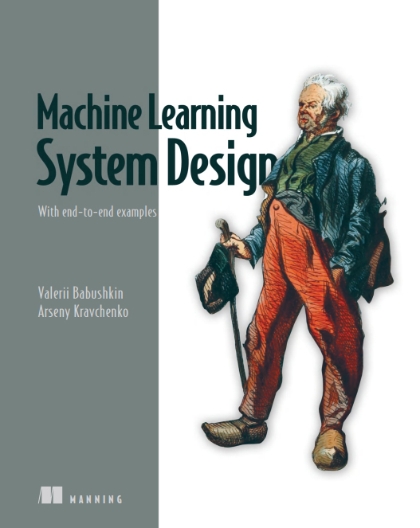 Machine Learning
System Design
With end-to-end examples
Valerii Babushkin
Arseny Kravchenko
MANNING